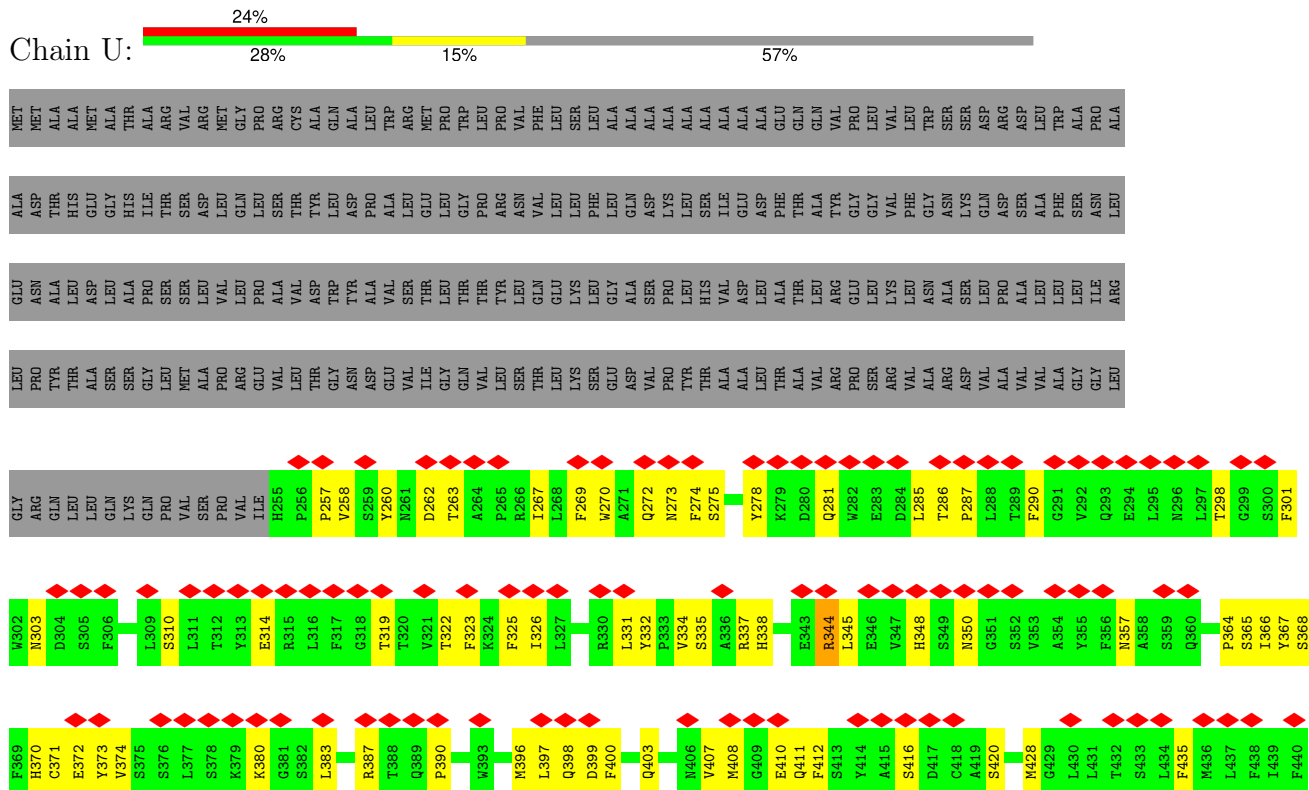 24%
Chain U:
28% 15% 57%
MET MET ALA ALA MET ALA THR ALA ARG VAL ARG MET GLY PRO ARG CYS ALA GLN ALA LEU TRP ARG MET PRO TRP LEU PRO VAL PHE LEU SER LEU ALA ALA ALA ALA ALA ALA ALA GLU GLN GLN VAL PRO LEU VAL LEU TRP SER SER ASP ARG ASP LEU TRP ALA PRO ALA
ALA ASP THR HIS GLU GLY HIS ILE THR SER ASP LEU GLN LEU SER THR TYR LEU ASP PRO ALA LEU GLU LEU GLY PRO ARG ASN VAL LEU LEU PHE LEU GLN ASP LYS LEU SER ILE GLU ASP PHE THR ALA TYR GLY GLY VAL PHE GLY ASN LYS GLN ASP SER ALA PHE SER ASN LEU
GLU ASN ALA LEU ASP LEU ALA PRO SER SER LEU VAL LEU PRO ALA VAL ASP TRP TYR ALA VAL SER THR LEU THR THR TYR LEU GLN GLU LYS LEU GLY ALA SER PRO LEU HIS VAL ASP LEU ALA THR LEU ARG GLU LEU LYS LEU ASN ALA SER LEU PRO ALA LEU LEU LEU ILE ARG
LEU PRO TYR THR ALA SER SER GLY LEU MET ALA PRO ARG GLU VAL LEU THR GLY ASN ASP GLU VAL ILE GLY GLN VAL LEU SER THR LEU LYS SER GLU ASP VAL PRO TYR THR ALA ALA LEU THR ALA VAL ARG PRO SER ARG VAL ALA ARG ASP VAL ALA VAL VAL ALA GLY GLY LEU
GLY ARG GLN LEU LEU GLN LYS GLN PRO VAL SER PRO VAL ILE H255 P256 P257 V258 S259 Y260 N261 D262 T263 A264 P265 R266 I267 L268 F269 W270 A271 Q272 N273 F274 S275 Y278 K279 D280 Q281 W282 E283 D284 L285 T286 P287 L288 T289 F290 G291 V292 Q293 E294 L295 N296 L297 T298 G299 S300 F301
W302 N303 D304 S305 F306 L309 S310 L311 T312 Y313 E314 R315 L316 F317 G318 T319 T320 V321 T322 F323 K324 F325 I326 L327 R330 L331 Y332 P333 V334 S335 A336 R337 H338 E343 R344 L345 E346 V347 H348 S349 N350 G351 S352 V353 A354 Y355 F356 N357 A358 S359 Q360 P364 S365 I366 Y367 S368
F369 H370 C371 E372 Y373 V374 S375 S376 L377 S378 K379 K380 G381 S382 L383 R387 T388 Q389 P390 W393 M396 L397 Q398 D399 F400 Q403 N406 V407 M408 G409 E410 Q411 F412 S413 Y414 A415 S416 D417 C418 A419 S420 M428 G429 L430 L431 T432 S433 L434 F435 M436 L437 F438 I439 F440